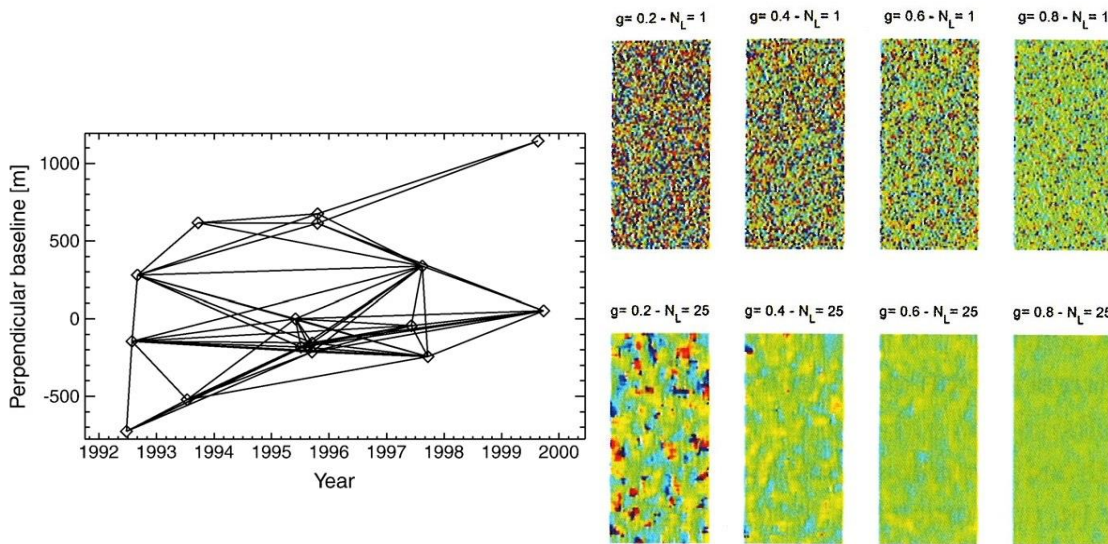 Perpendicular baseline [m]
1000
500
0
-500
1992 1993 1994 1995 1996 1997 1998 1999 2000
Year
g= 0.2 - N_L= 1 g= 0.4 - N_L= 1 g= 0.6 - N_L= 1 g= 0.8 - N_L= 1
g= 0.2 - N_L= 25 g= 0.4 - N_L= 25 g= 0.6 - N_L= 25 g= 0.8 - N_L= 25